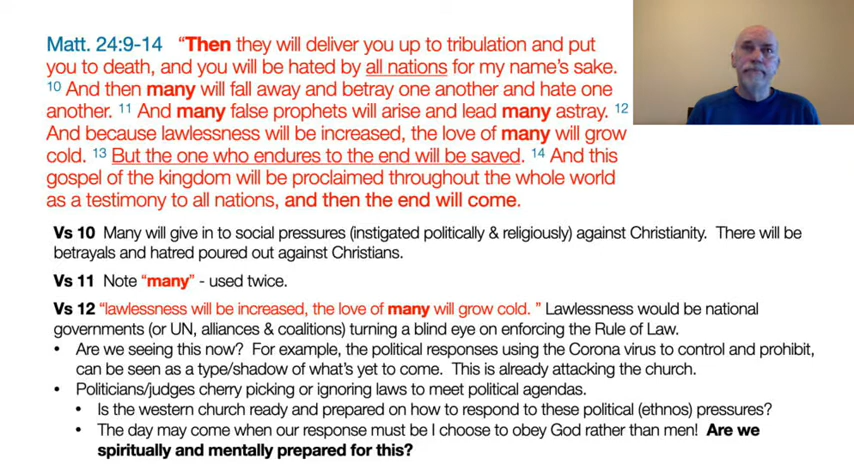 Matt. 24:9-14 “Then they will deliver you up to tribulation and put
you to death, and you will be hated by all nations for my name’s sake.
10 And then many will fall away and betray one another and hate one
another. 11 And many false prophets will arise and lead many astray. 12
And because lawlessness will be increased, the love of many will grow
cold. 13 But the one who endures to the end will be saved. 14 And this
gospel of the kingdom will be proclaimed throughout the whole world
as a testimony to all nations, and then the end will come.
Vs 10 Many will give in to social pressures (instigated politically & religiously) against Christianity. There will be
betrayals and hatred poured out against Christians.
Vs 11 Note “many” - used twice.
Vs 12 “lawlessness will be increased, the love of many will grow cold. ” Lawlessness would be national
governments (or UN, alliances & coalitions) turning a blind eye on enforcing the Rule of Law.
• Are we seeing this now? For example, the political responses using the Corona virus to control and prohibit,
can be seen as a type/shadow of what’s yet to come. This is already attacking the church.
• Politicians/judges cherry picking or ignoring laws to meet political agendas.
• Is the western church ready and prepared on how to respond to these political (ethnos) pressures?
• The day may come when our response must be I choose to obey God rather than men! Are we
spiritually and mentally prepared for this?